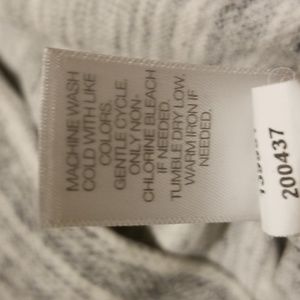 MACHINE WASH
COLD WITH LIKE
COLORS.
GENTLE CYCLE.
ONLY NON-
CHLORINE BLEACH
IF NEEDED.
TUMBLE DRY LOW.
WARM IRON IF
NEEDED.
200437